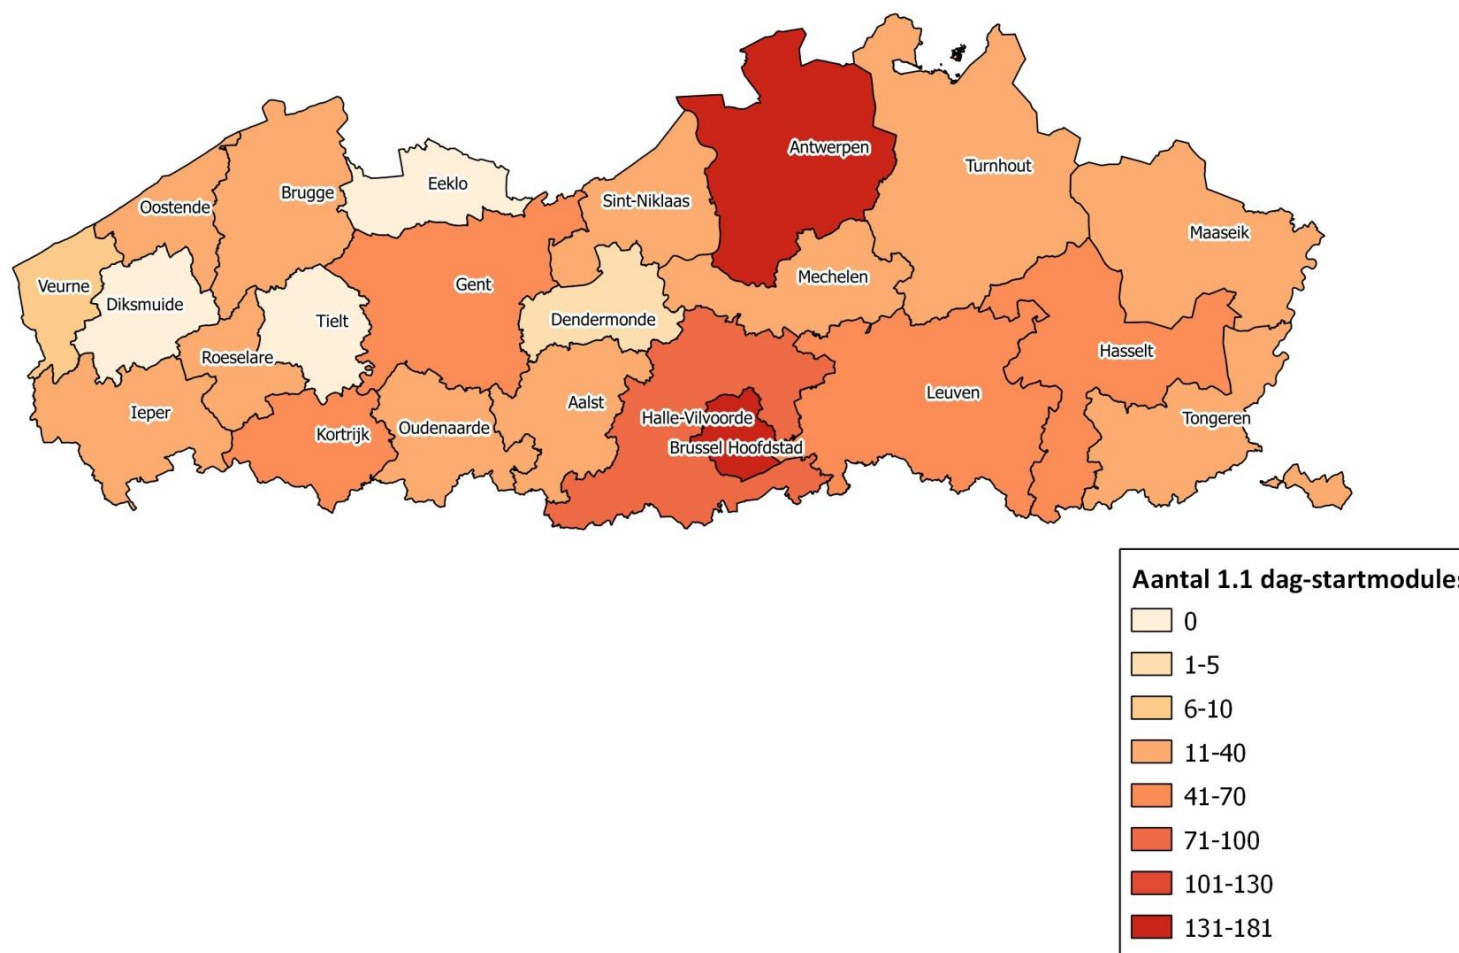 Antwerpen
Turnhout
Eeklo
Brugge
Sint-Niklaas
Oostende
Maaseik
Mechelen
Veurne
Gent
Diksmuide
Tielt
Dendermonde
Roeselare
Hasselt
Leuven
Aalst
Ieper
Halle-Vilvoorde
Tongeren
Oudenaarde
Kortrijk
Brussel Hoofdstad
Aantal 1.1 dag-startmodules
0
1-5
6-10
11-40
41-70
71-100
101-130
131-181